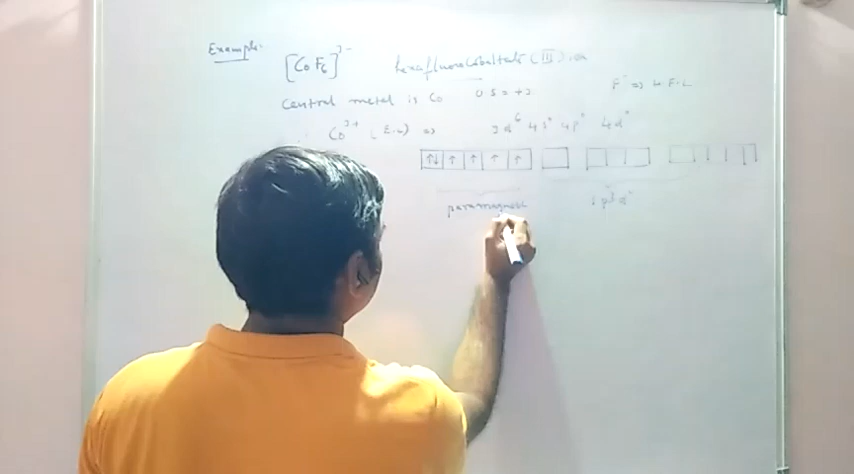 Example:
[CoF6]3- hexafluorocobaltate (III) ion
Central metal is Co O.S = +3 F- => W.F.L
Co3+ (E.C) => 3d6 4s0 4p0 4d0
↑↓ ↑ ↑ ↑ ↑
paramagnetic sp3d2